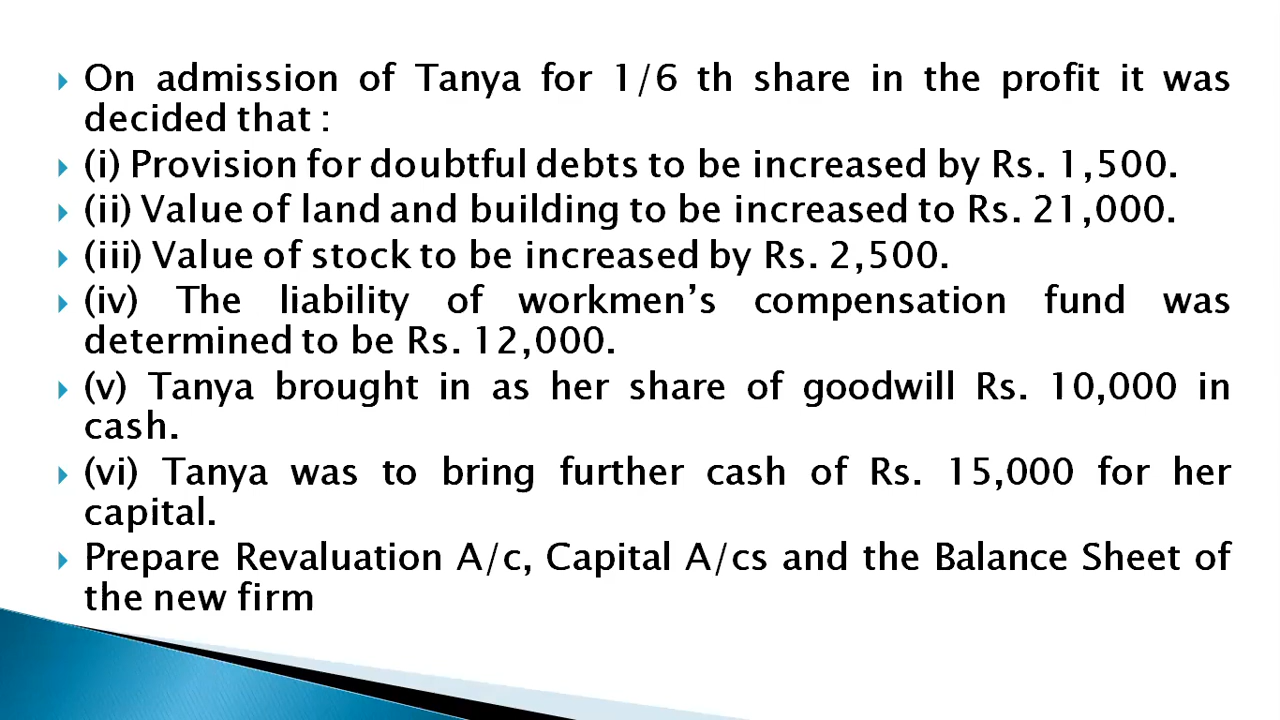 On admission of Tanya for 1/6 th share in the profit it was
decided that :
(i) Provision for doubtful debts to be increased by Rs. 1,500.
(ii) Value of land and building to be increased to Rs. 21,000.
(iii) Value of stock to be increased by Rs. 2,500.
(iv) The liability of workmen’s compensation fund was
determined to be Rs. 12,000.
(v) Tanya brought in as her share of goodwill Rs. 10,000 in
cash.
(vi) Tanya was to bring further cash of Rs. 15,000 for her
capital.
Prepare Revaluation A/c, Capital A/cs and the Balance Sheet of
the new firm